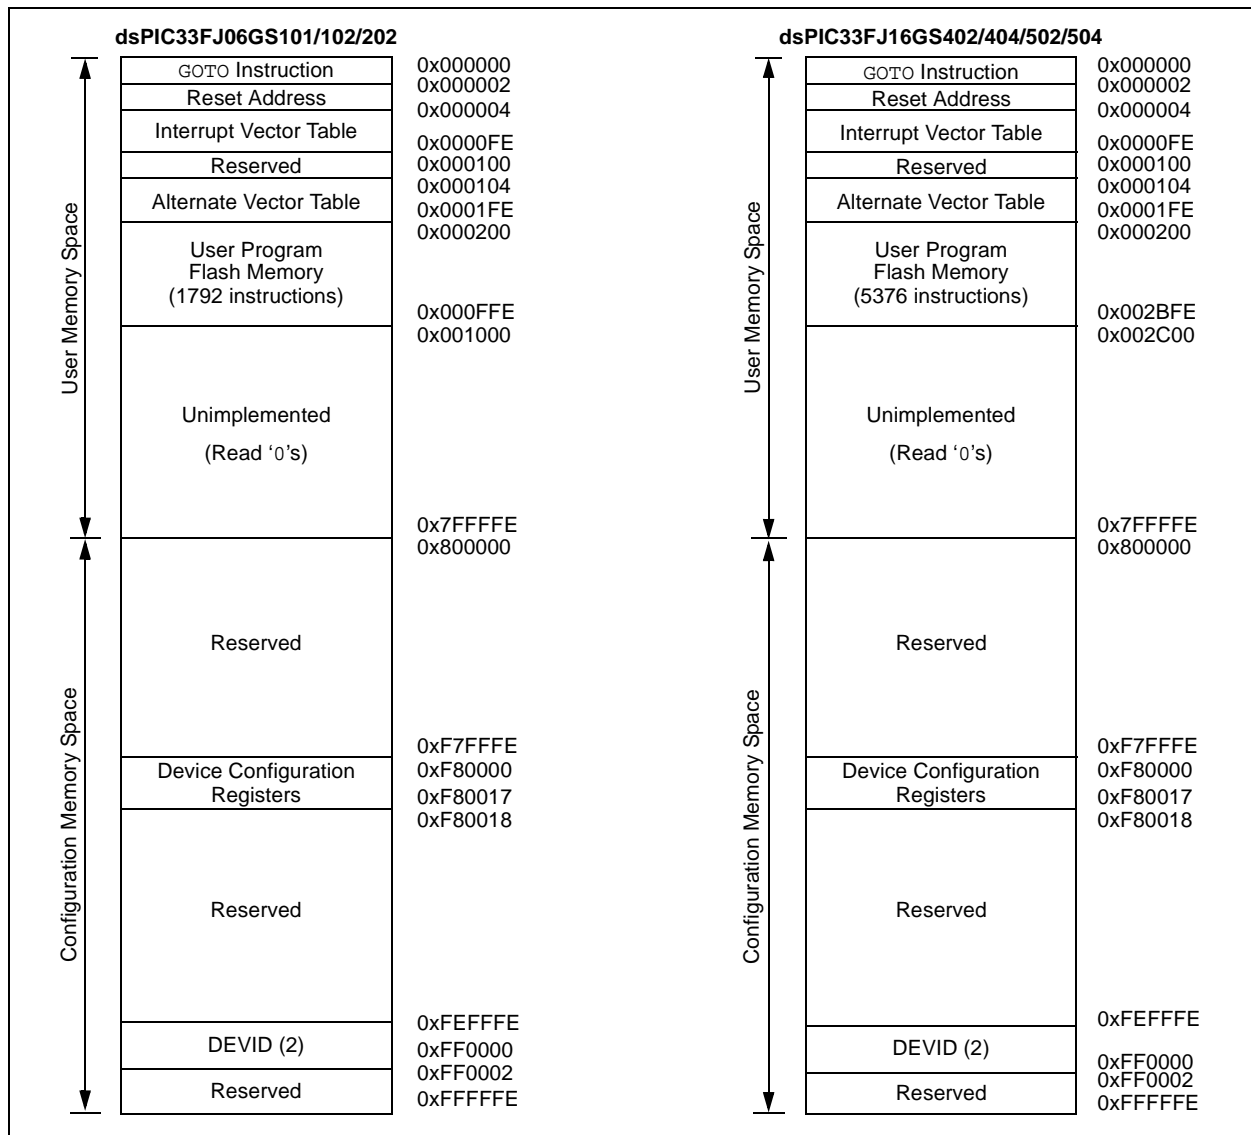 dsPIC33FJ06GS101/102/202
GOTO Instruction
0x000000
0x000002
Reset Address
0x000004
Interrupt Vector Table
0x0000FE
Reserved
0x000100
0x000104
Alternate Vector Table
0x0001FE
0x000200
User Program
Flash Memory
(1792 instructions)
0x000FFE
0x001000
Unimplemented
(Read ‘0’s)
0x7FFFFE
0x800000
Reserved
0xF7FFFE
Device Configuration
Registers
0xF80000
0xF80017
0xF80018
Reserved
0xFEFFFE
DEVID (2)
0xFF0000
0xFF0002
Reserved
0xFFFFFE
User Memory Space
Configuration Memory Space
dsPIC33FJ16GS402/404/502/504
GOTO Instruction
0x000000
0x000002
Reset Address
0x000004
Interrupt Vector Table
0x0000FE
Reserved
0x000100
0x000104
Alternate Vector Table
0x0001FE
0x000200
User Program
Flash Memory
(5376 instructions)
0x002BFE
0x002C00
Unimplemented
(Read ‘0’s)
0x7FFFFE
0x800000
Reserved
0xF7FFFE
Device Configuration
Registers
0xF80000
0xF80017
0xF80018
Reserved
0xFEFFFE
DEVID (2)
0xFF0000
0xFF0002
Reserved
0xFFFFFE
User Memory Space
Configuration Memory Space